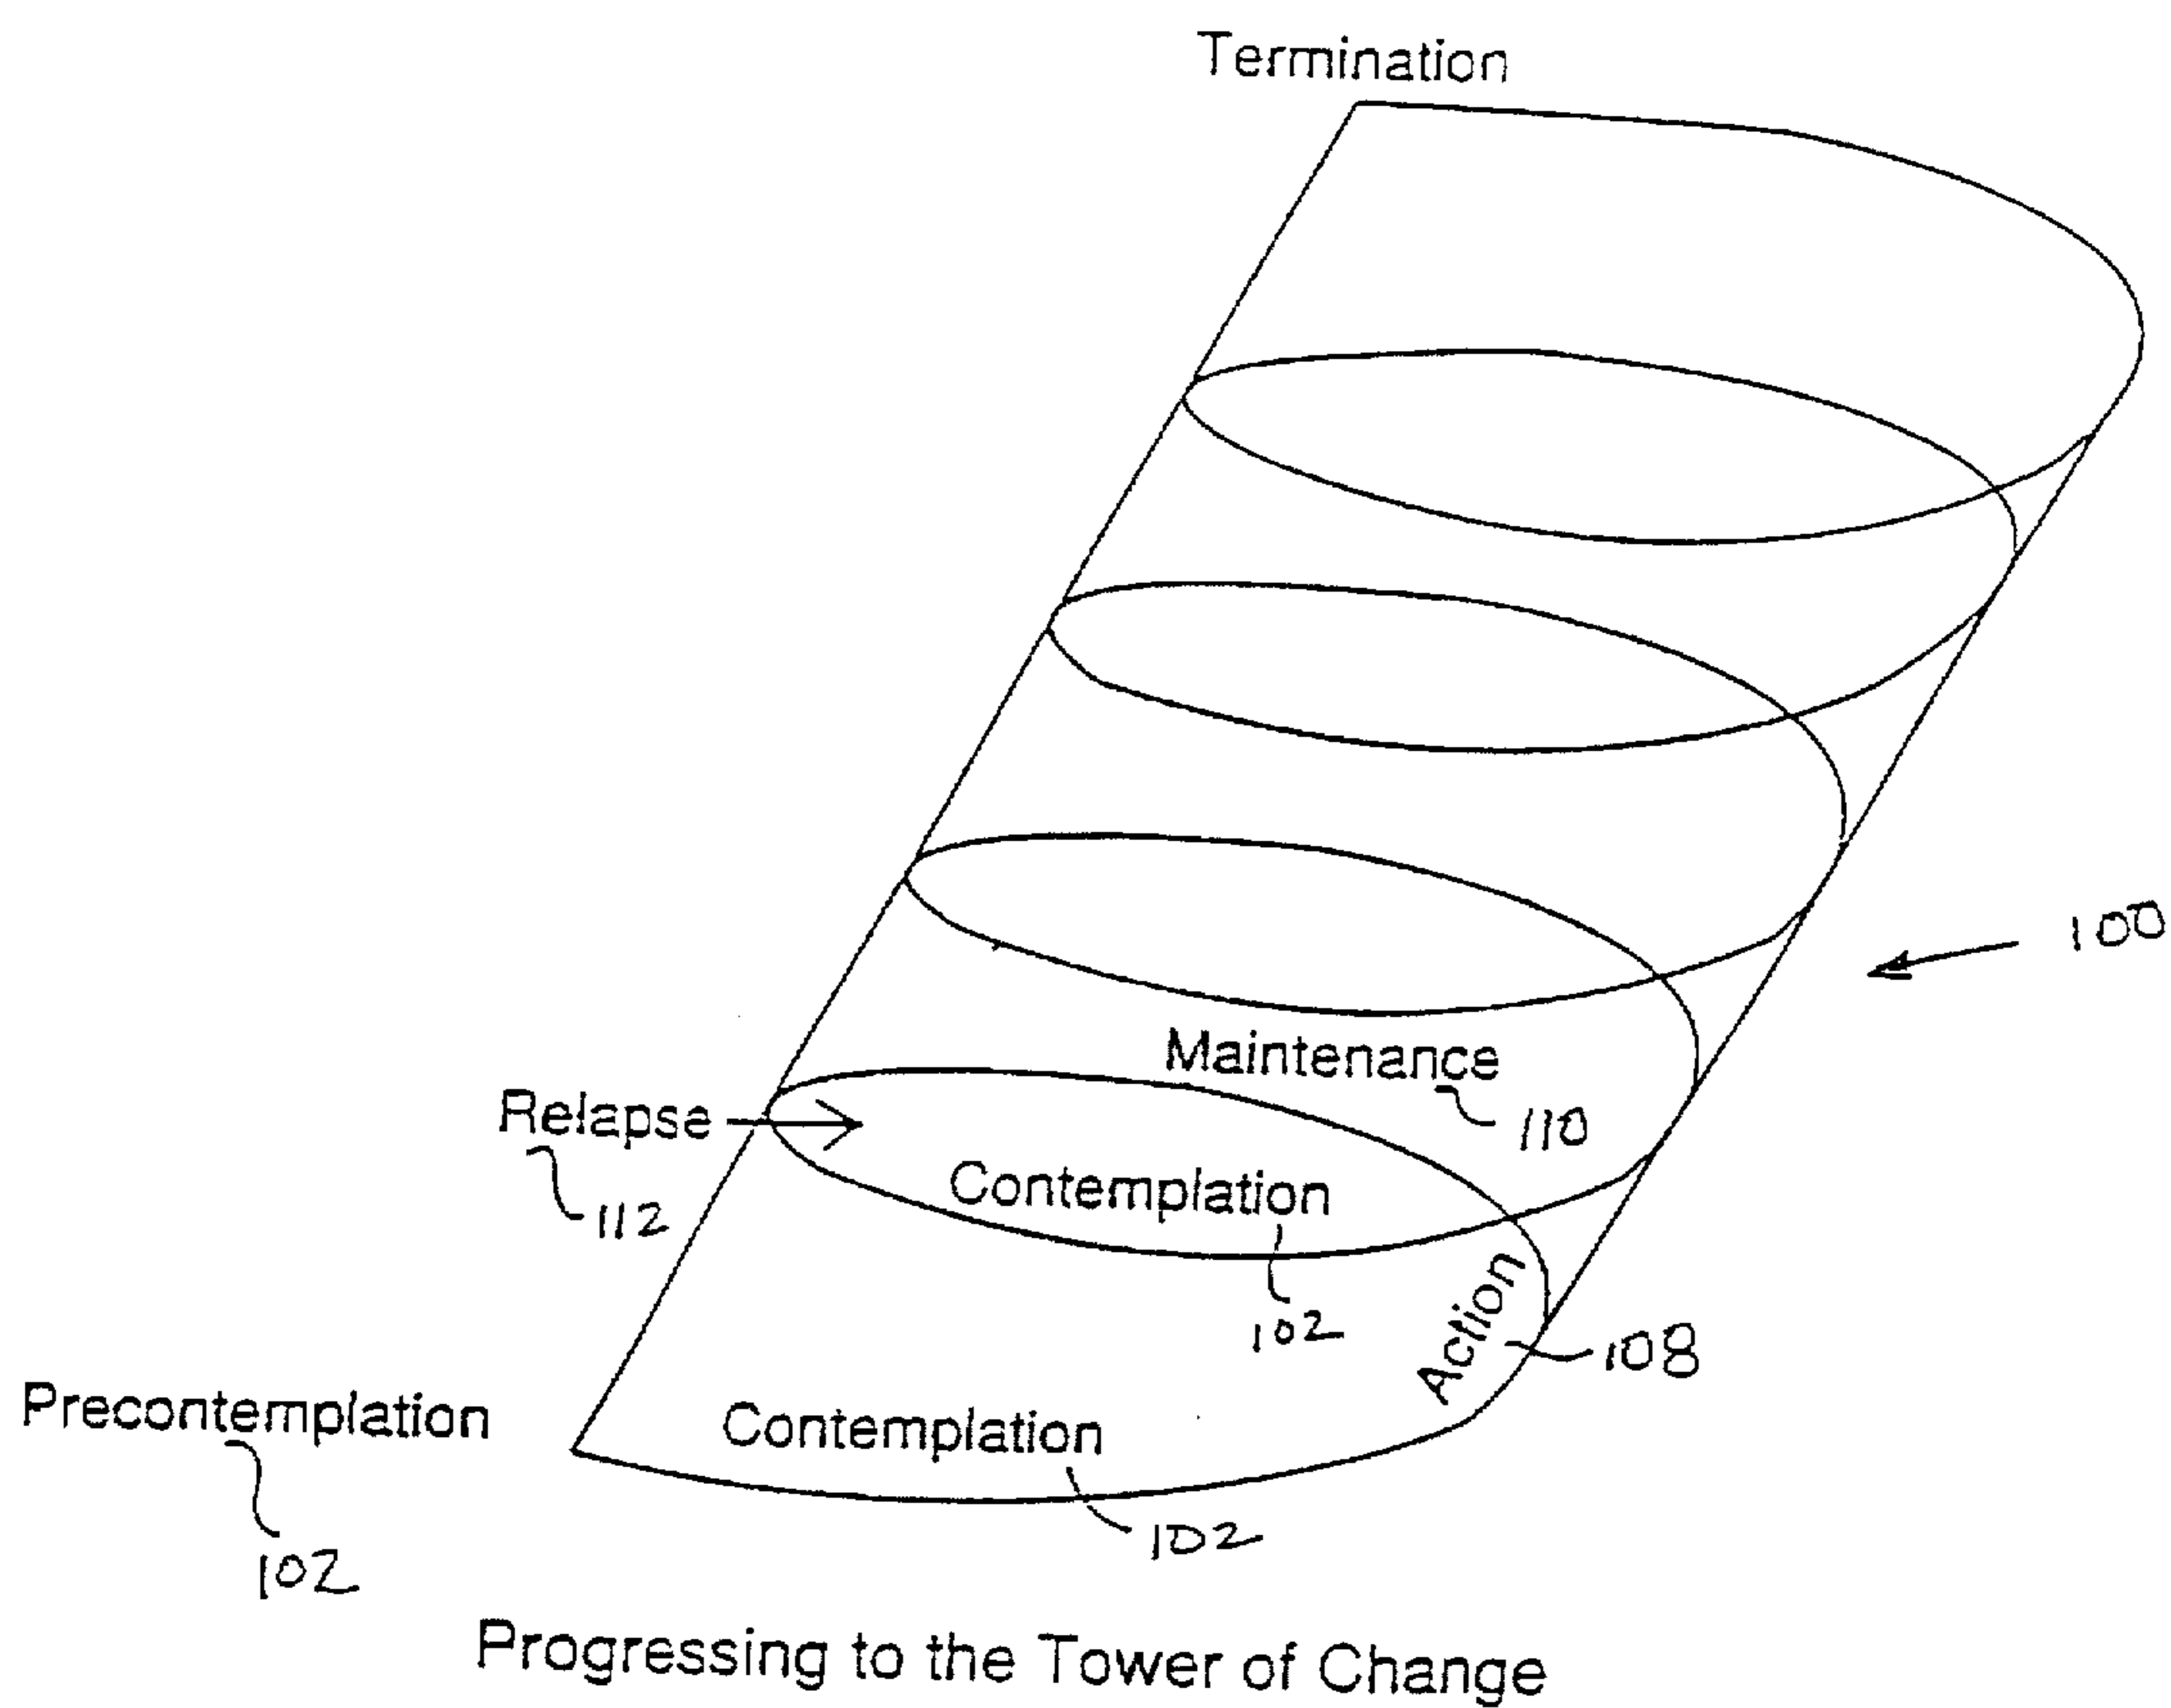 Termination
100
Maintenance
110
Relapse
112
Contemplation
102
Action
108
Precontemplation
102
Contemplation
102
Progressing to the Tower of Change